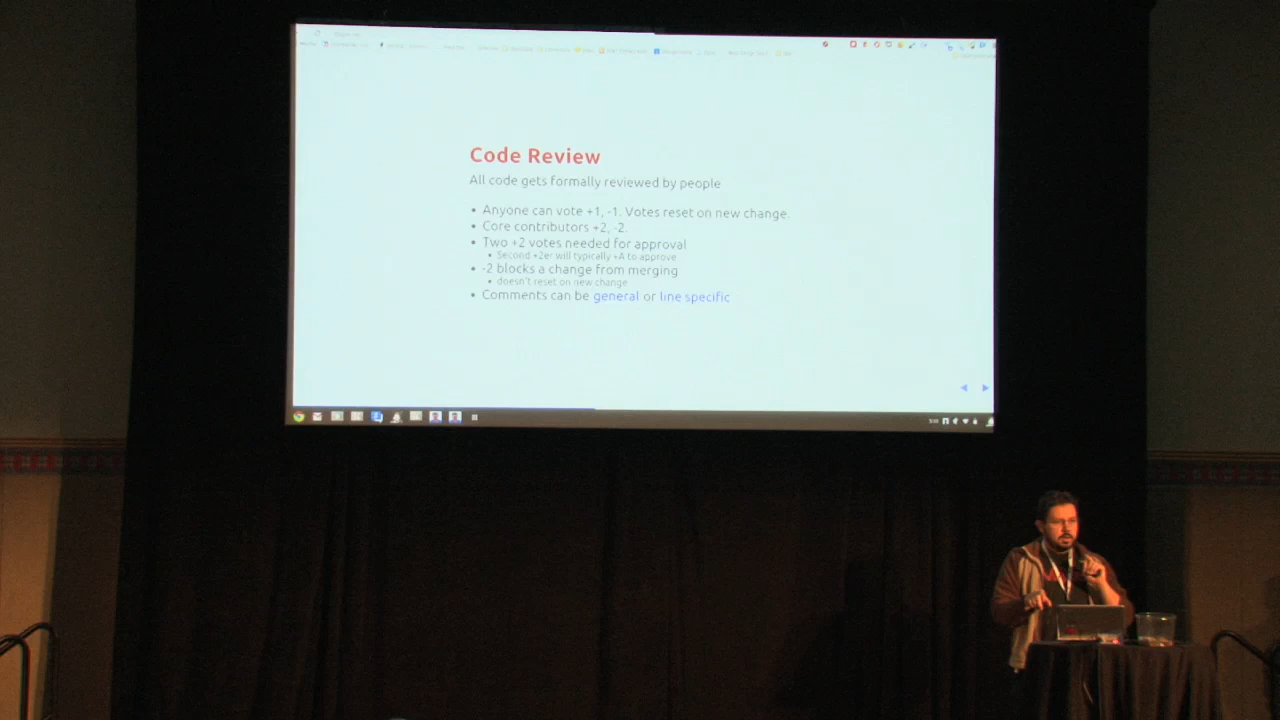 Code Review
All code gets formally reviewed by people
• Anyone can vote +1, -1. Votes reset on new change.
• Core contributors +2, -2.
• Two +2 votes needed for approval
• Second +2er will typically +A to approve
• -2 blocks a change from merging
• doesn't reset on new change
• Comments can be general or line specific